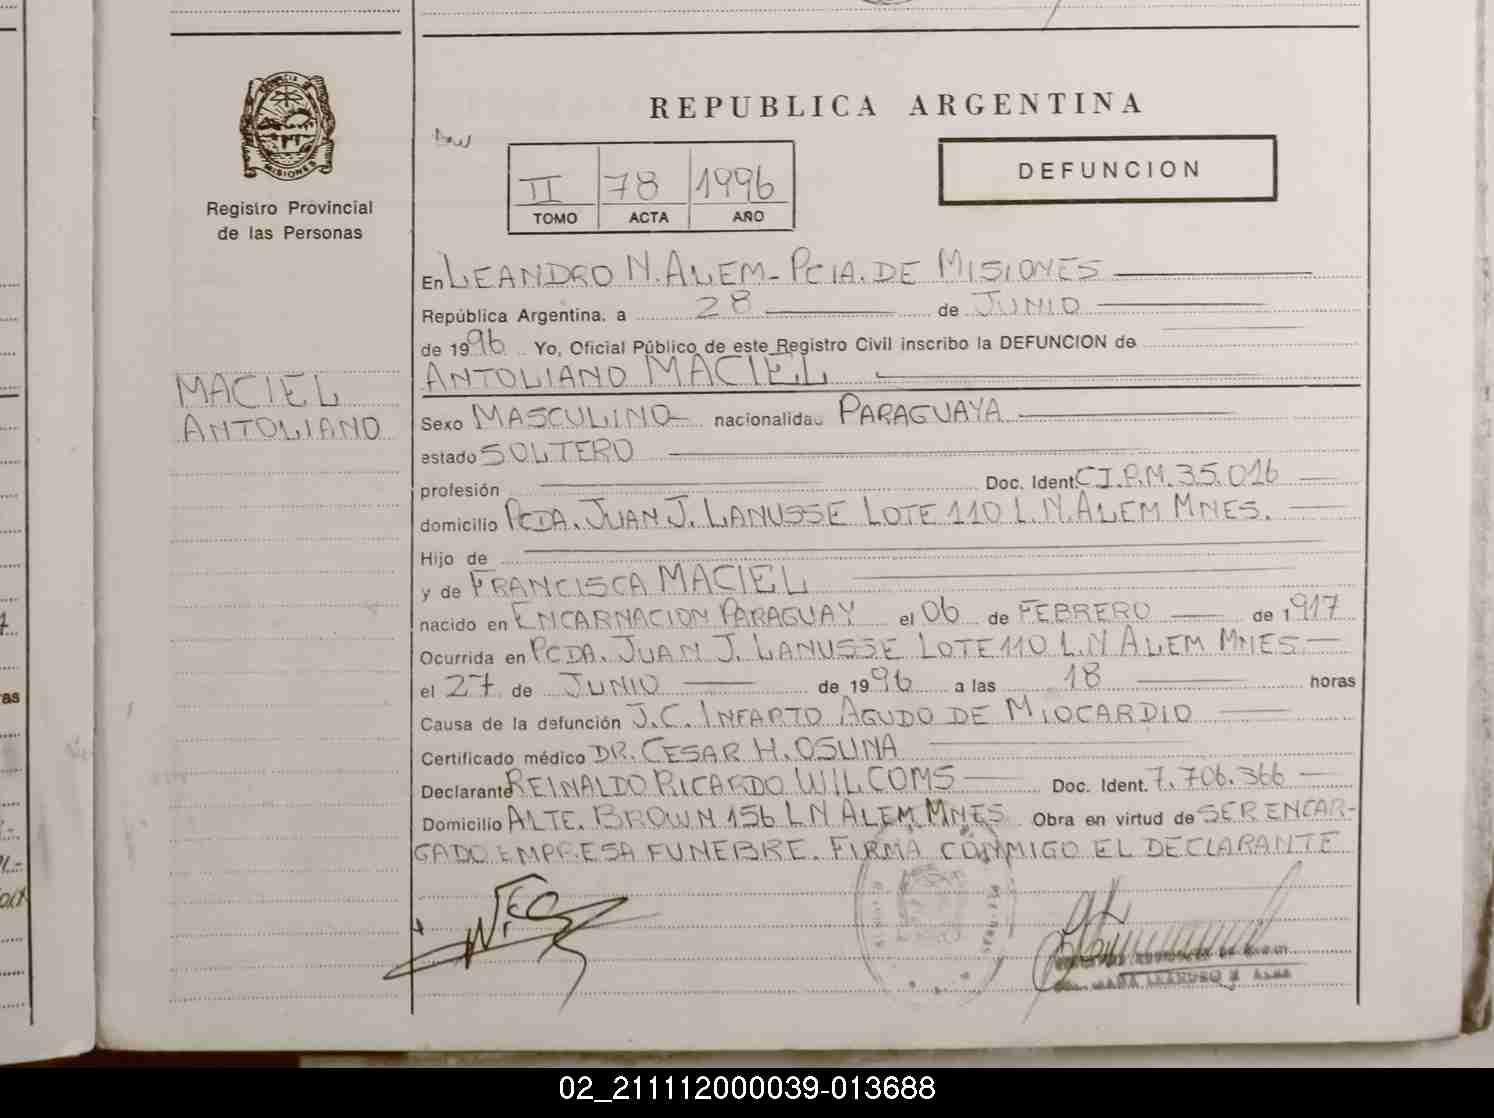 REPUBLICA ARGENTINA
MISIONES
II 78 1996
TOMO ACTA AÑO
DEFUNCION
Registro Provincial
de las Personas
MACIEL
ANTOLIANO
En LEANDRO N. ALEM - PCIA. DE MISIONES
República Argentina, a 28 de JUNIO
de 1996 Yo, Oficial Público de este Registro Civil inscribo la DEFUNCION de
ANTOLIANO MACIEL
Sexo MASCULINO nacionalidad PARAGUAYA
estado SOLTERO
profesión Doc. Ident. C.I.P.M. 35.016
domicilio PCDA. JUAN J. LANUSSE LOTE 110 L.N. ALEM MNES.
Hijo de
y de FRANCISCA MACIEL
nacido en ENCARNACION PARAGUAY el 06 de FEBRERO de 1917
Ocurrida en PCDA. JUAN J. LANUSSE LOTE 110 L.N ALEM MNES.
el 27 de JUNIO de 1996 a las 18 horas
Causa de la defunción J.C. INFARTO AGUDO DE MIOCARDIO
Certificado médico DR. CESAR H. OSUNA
Declarante REINALDO RICARDO WILCOMS Doc. Ident. 7.706.366
Domicilio ALTE. BROWN 156 L N ALEM MNES Obra en virtud de SER ENCAR-
GADO EMPRESA FUNEBRE. FIRMA CONMIGO EL DECLARANTE
02_211112000039-013688